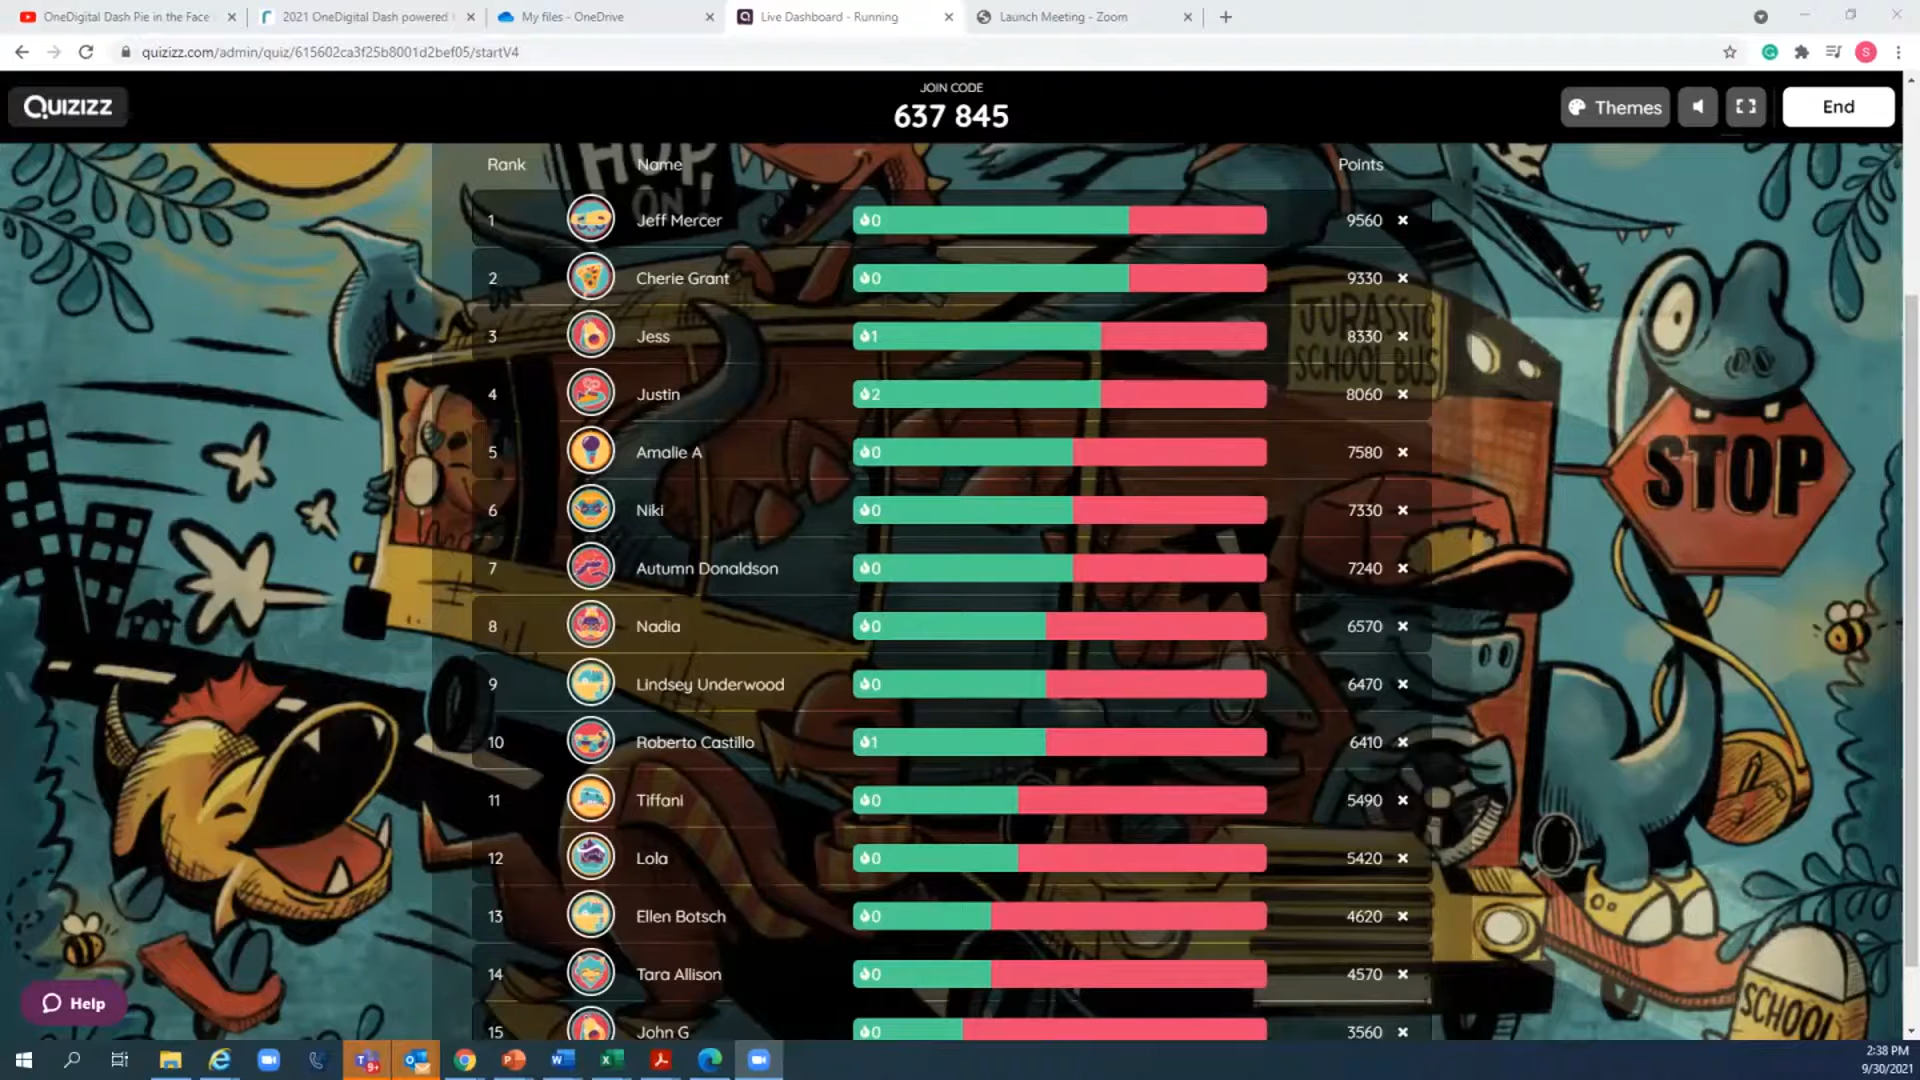 OneDigital Dash Pie in the Face
2021 OneDigital Dash powered
My files - OneDrive
Live Dashboard - Running
Launch Meeting - Zoom
quizizz.com/admin/quiz/615602ca3f25b8001d2bef05/startV4
S
QUIZIZZ
JOIN CODE
637 845
Themes
End
HOP
ON!
Rank Name Points
1 Jeff Mercer 0 9560
2 Cherie Grant 0 9330
3 Jess 1 8330
4 Justin 2 8060
5 Amalie A 0 7580
6 Niki 0 7330
7 Autumn Donaldson 0 7240
8 Nadia 0 6570
9 Lindsey Underwood 0 6470
10 Roberto Castillo 1 6410
11 Tiffani 0 5490
12 Lola 0 5420
13 Ellen Botsch 0 4620
14 Tara Allison 0 4570
15 John G 0 3560
JURASSIC
SCHOOL BUS
STOP
SCHOOL
Help
9+
2:38 PM
9/30/2021